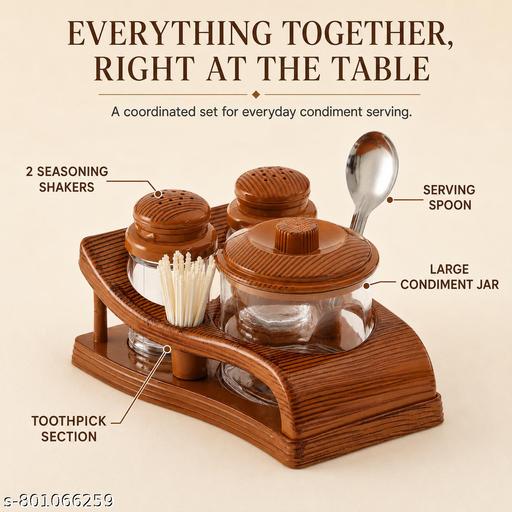 EVERYTHING TOGETHER,
RIGHT AT THE TABLE
A coordinated set for everyday condiment serving.
2 SEASONING
SHAKERS
SERVING
SPOON
LARGE
CONDIMENT JAR
TOOTHPICK
SECTION
s-801066259